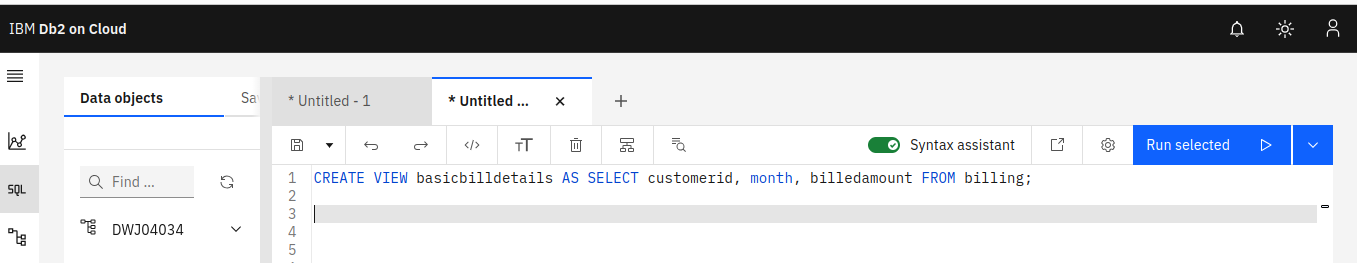 IBM Db2 on Cloud
Data objects
Sa
* Untitled - 1
* Untitled ...
Syntax assistant
Run selected
SQL
Find ...
DWJ04034
1 CREATE VIEW basicbilldetails AS SELECT customerid, month, billedamount FROM billing;
2
3
4
5